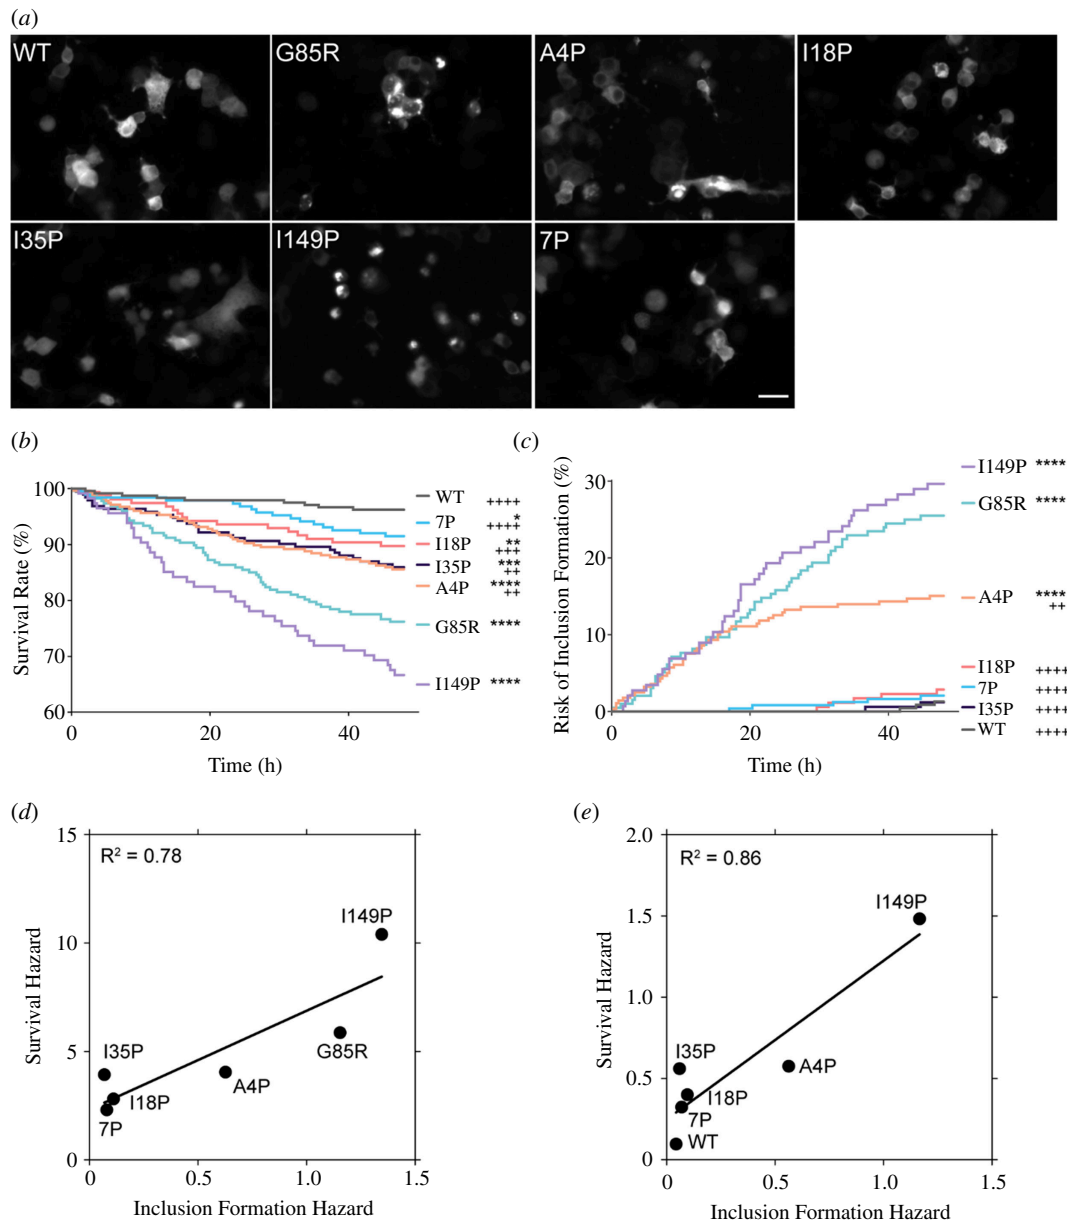 (a)
WT
G85R
A4P
I18P
I35P
I149P
7P
(b)
Survival Rate (%)
100
90
80
70
60
0
20
40
Time (h)
WT
++++
7P
*
++++
I18P
**
+++
I35P
***
++
A4P
****
++
G85R
****
I149P
****
(c)
Risk of Inclusion Formation (%)
30
20
10
0
0
20
40
Time (h)
I149P
****
G85R
****
A4P
****
++
I18P
++++
7P
++++
I35P
++++
WT
++++
(d)
R² = 0.78
Survival Hazard
15
10
5
0
0
0.5
1.0
1.5
Inclusion Formation Hazard
I149P
G85R
A4P
I35P
I18P
7P
(e)
R² = 0.86
Survival Hazard
2.0
1.5
1.0
0.5
0
0
0.5
1.0
1.5
Inclusion Formation Hazard
I149P
A4P
I35P
I18P
7P
WT